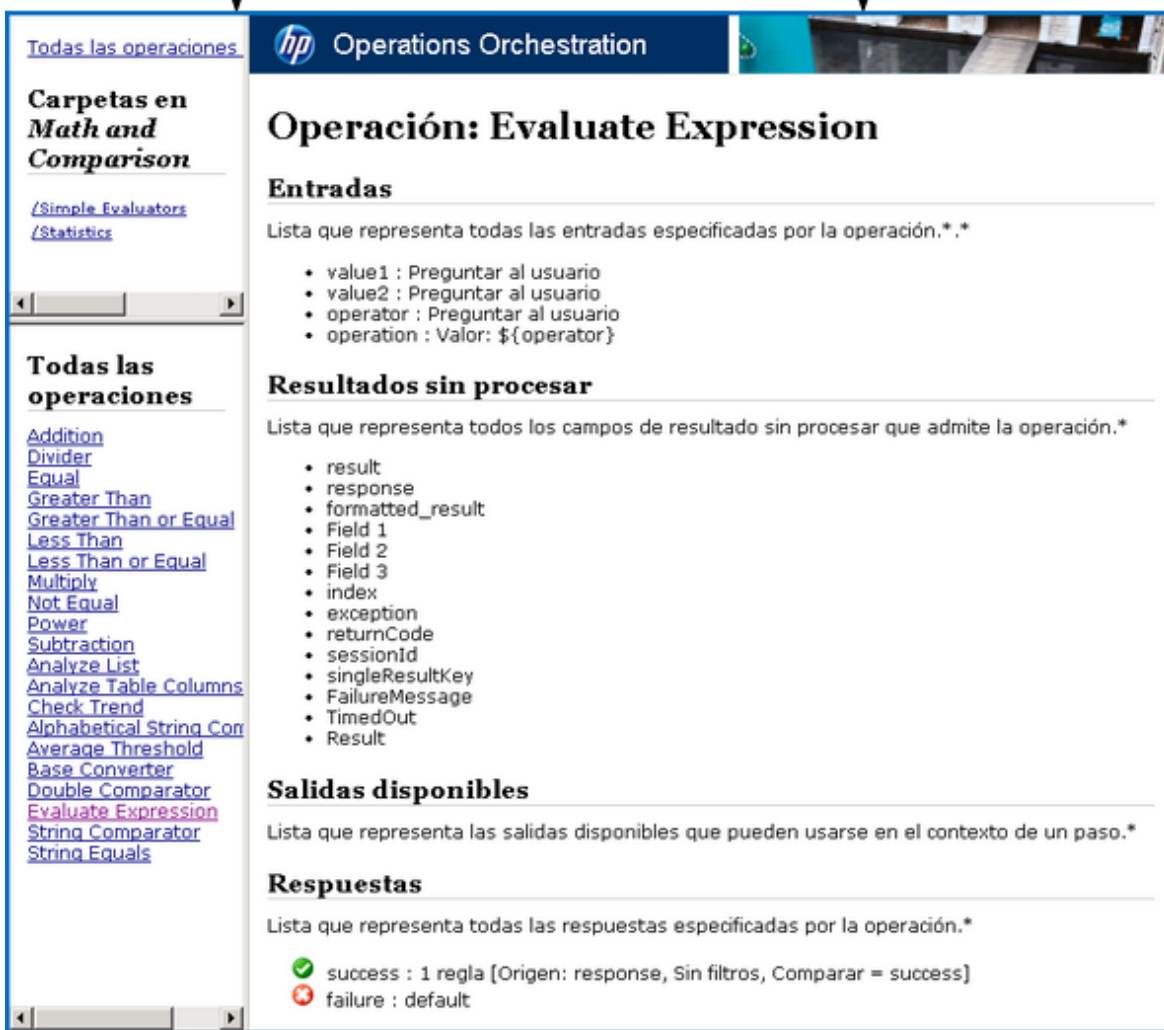 Todas las operaciones
Carpetas en
Math and
Comparison
/Simple Evaluators
/Statistics
Todas las
operaciones
Addition
Divider
Equal
Greater Than
Greater Than or Equal
Less Than
Less Than or Equal
Multiply
Not Equal
Power
Subtraction
Analyze List
Analyze Table Columns
Check Trend
Alphabetical String Com
Average Threshold
Base Converter
Double Comparator
Evaluate Expression
String Comparator
String Equals
hp Operations Orchestration
Operación: Evaluate Expression
Entradas
Lista que representa todas las entradas especificadas por la operación.*.*
• value1 : Preguntar al usuario
• value2 : Preguntar al usuario
• operator : Preguntar al usuario
• operation : Valor: ${operator}
Resultados sin procesar
Lista que representa todos los campos de resultado sin procesar que admite la operación.*
• result
• response
• formatted_result
• Field 1
• Field 2
• Field 3
• index
• exception
• returnCode
• sessionId
• singleResultKey
• FailureMessage
• TimedOut
• Result
Salidas disponibles
Lista que representa las salidas disponibles que pueden usarse en el contexto de un paso.*
Respuestas
Lista que representa todas las respuestas especificadas por la operación.*
success : 1 regla [Origen: response, Sin filtros, Comparar = success]
failure : default